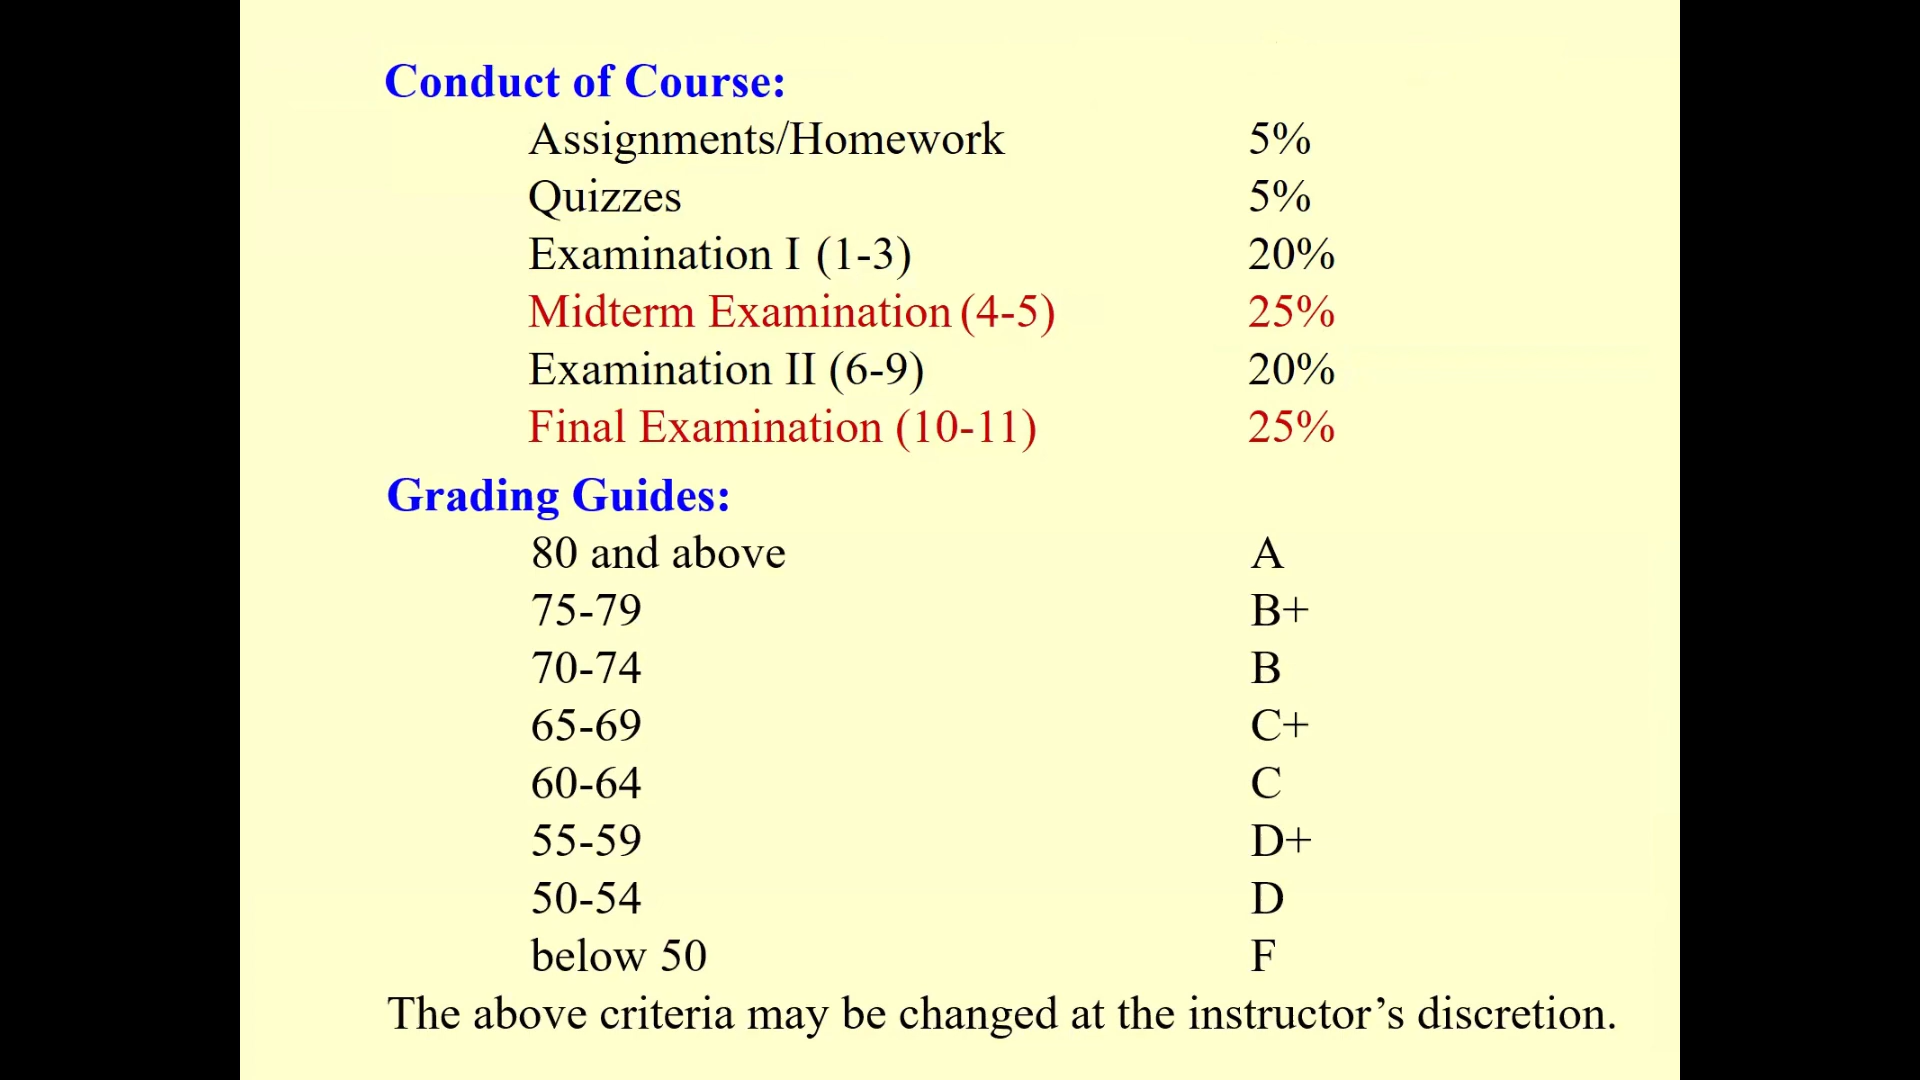 Conduct of Course:
Assignments/Homework 5%
Quizzes 5%
Examination I (1-3) 20%
Midterm Examination (4-5) 25%
Examination II (6-9) 20%
Final Examination (10-11) 25%
Grading Guides:
80 and above A
75-79 B+
70-74 B
65-69 C+
60-64 C
55-59 D+
50-54 D
below 50 F
The above criteria may be changed at the instructor’s discretion.